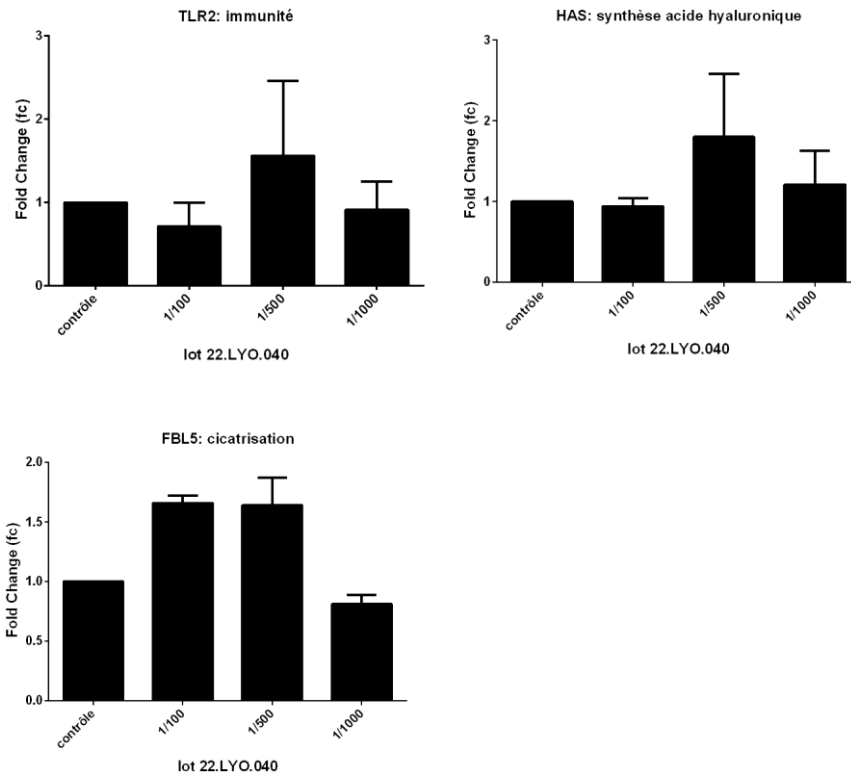 TLR2: immunité
3
2
1
0
Fold Change (fc)
contrôle
1/100
1/500
1/1000
lot 22.LYO.040
HAS: synthèse acide hyaluronique
3
2
1
0
Fold Change (fc)
contrôle
1/100
1/500
1/1000
lot 22.LYO.040
FBL5: cicatrisation
2.0
1.5
1.0
0.5
0.0
Fold Change (fc)
contrôle
1/100
1/500
1/1000
lot 22.LYO.040